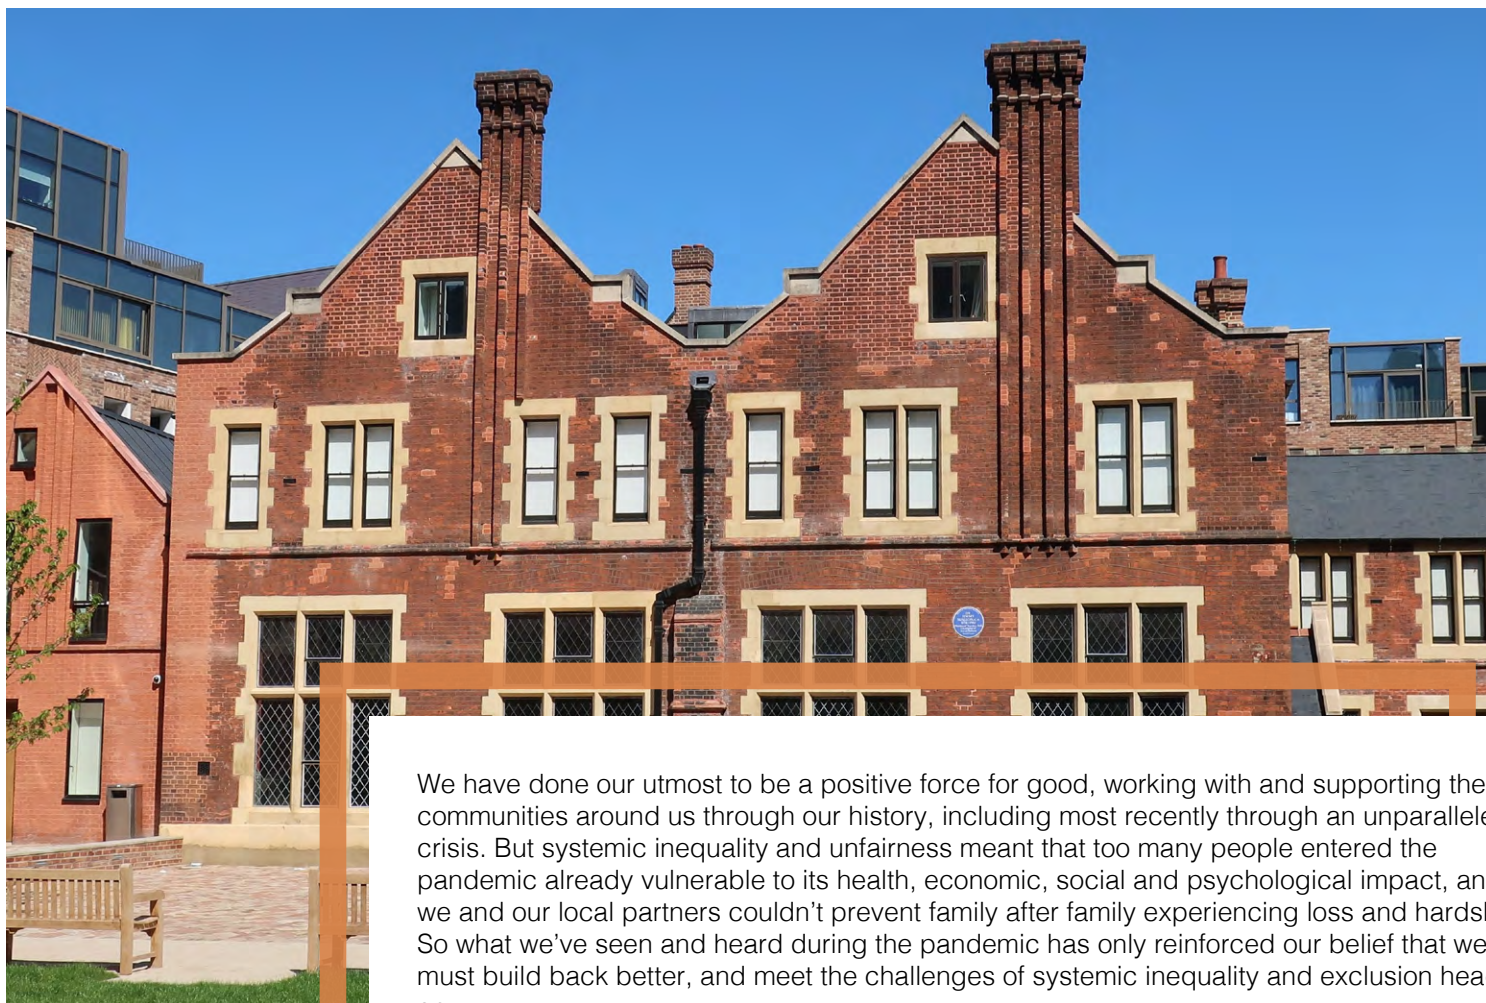 We have done our utmost to be a positive force for good, working with and supporting the
communities around us through our history, including most recently through an unparallele
crisis. But systemic inequality and unfairness meant that too many people entered the
pandemic already vulnerable to its health, economic, social and psychological impact, an
we and our local partners couldn’t prevent family after family experiencing loss and hards
So what we’ve seen and heard during the pandemic has only reinforced our belief that we
must build back better, and meet the challenges of systemic inequality and exclusion hea